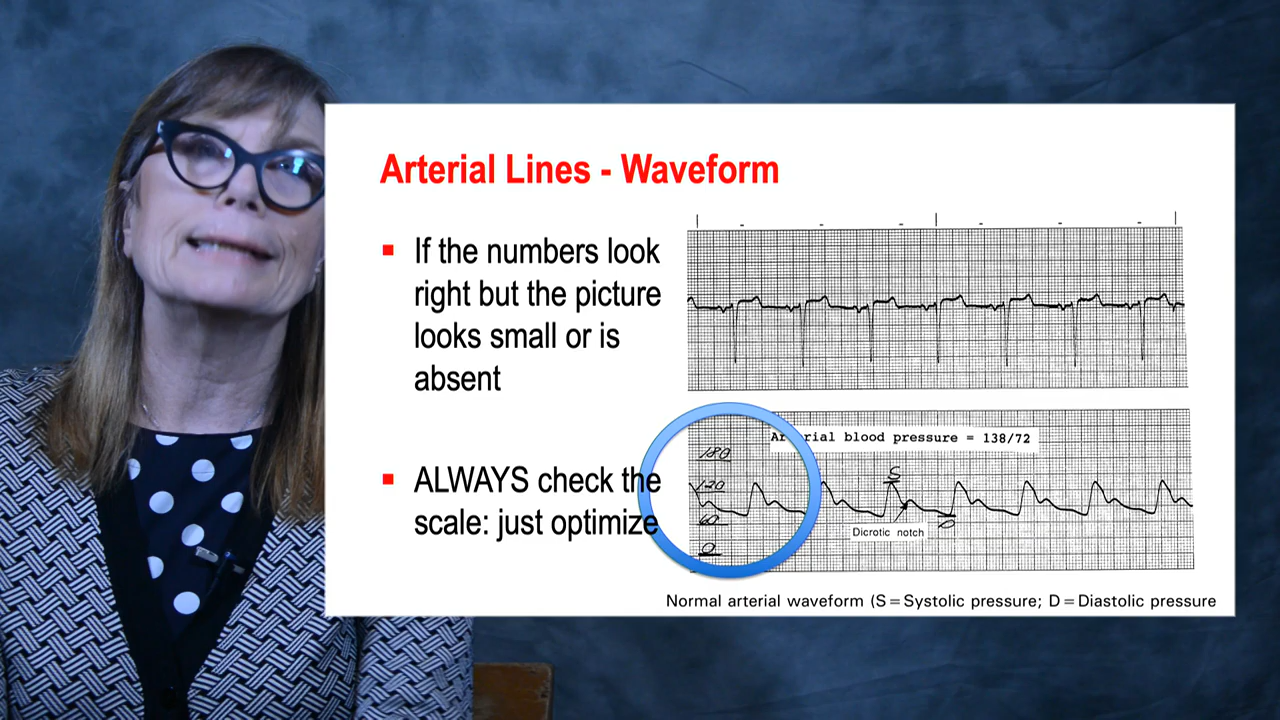 Arterial Lines - Waveform
If the numbers look
right but the picture
looks small or is
absent
ALWAYS check the
scale: just optimize
Arterial blood pressure = 138/72
180
120
60
0
S
D
Dicrotic notch
Normal arterial waveform (S = Systolic pressure; D = Diastolic pressure